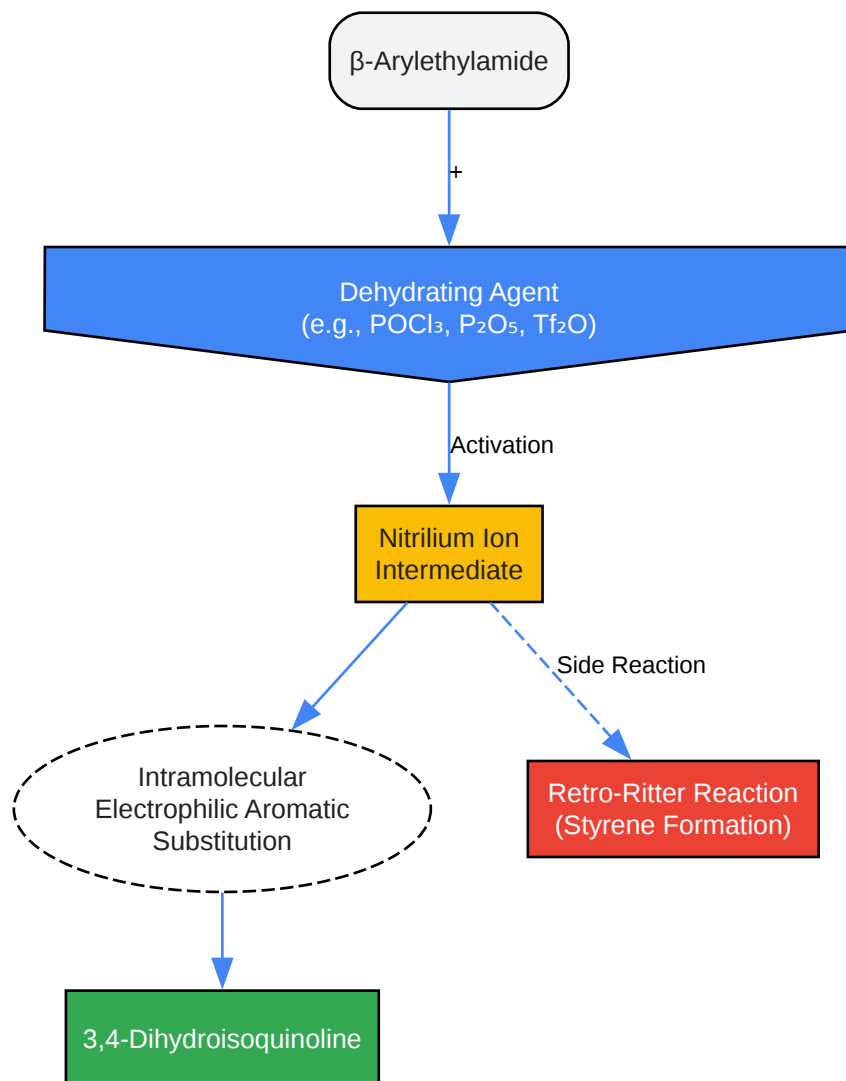 β-Arylethylamide
+
Dehydrating Agent
(e.g., POCl₃, P₂O₅, Tf₂O)
Activation
Nitrilium Ion
Intermediate
Side Reaction
Intramolecular
Electrophilic Aromatic
Substitution
Retro-Ritter Reaction
(Styrene Formation)
3,4-Dihydroisoquinoline